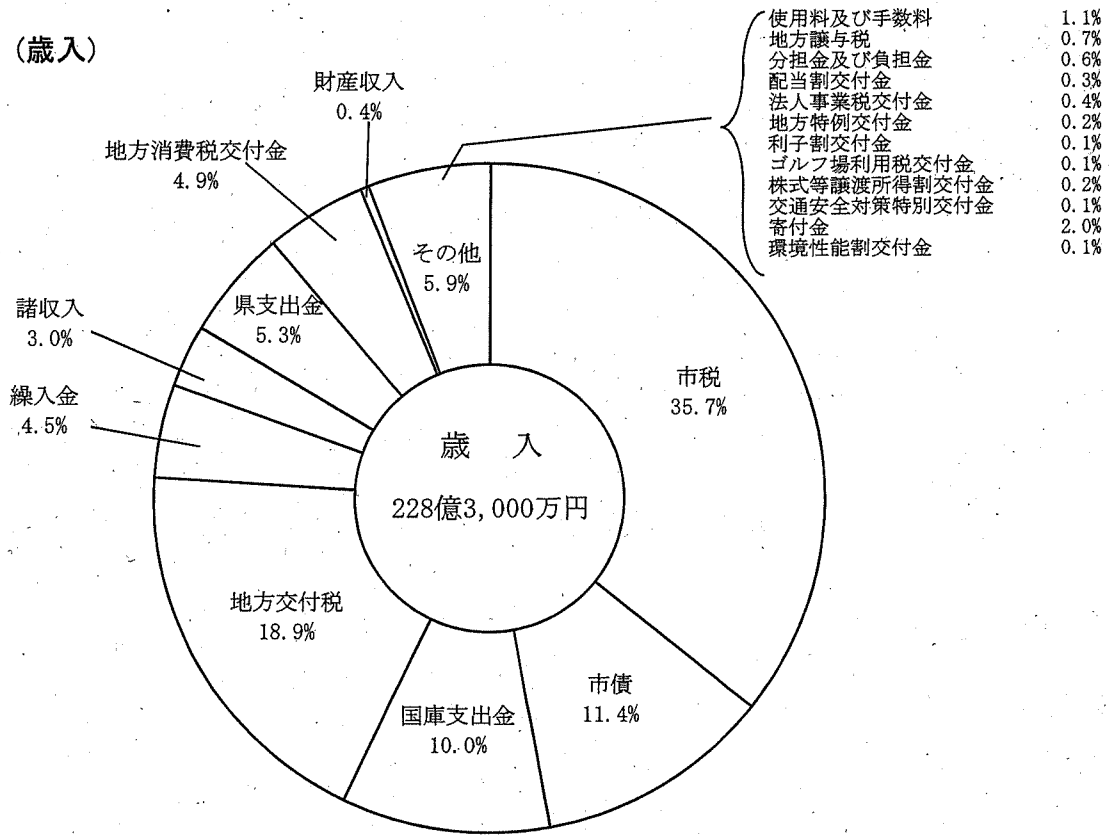 (歳入)
使用料及び手数料 1.1%
地方譲与税 0.7%
分担金及び負担金 0.6%
配当割交付金 0.3%
法人事業税交付金 0.4%
地方特例交付金 0.2%
利子割交付金 0.1%
ゴルフ場利用税交付金 0.1%
株式等譲渡所得割交付金 0.2%
交通安全対策特別交付金 0.1%
寄付金 2.0%
環境性能割交付金 0.1%
財産収入
0.4%
地方消費税交付金
4.9%
その他
5.9%
諸収入
3.0%
県支出金
5.3%
繰入金
4.5%
市税
35.7%
歳 入
228億3,000万円
地方交付税
18.9%
市債
11.4%
国庫支出金
10.0%